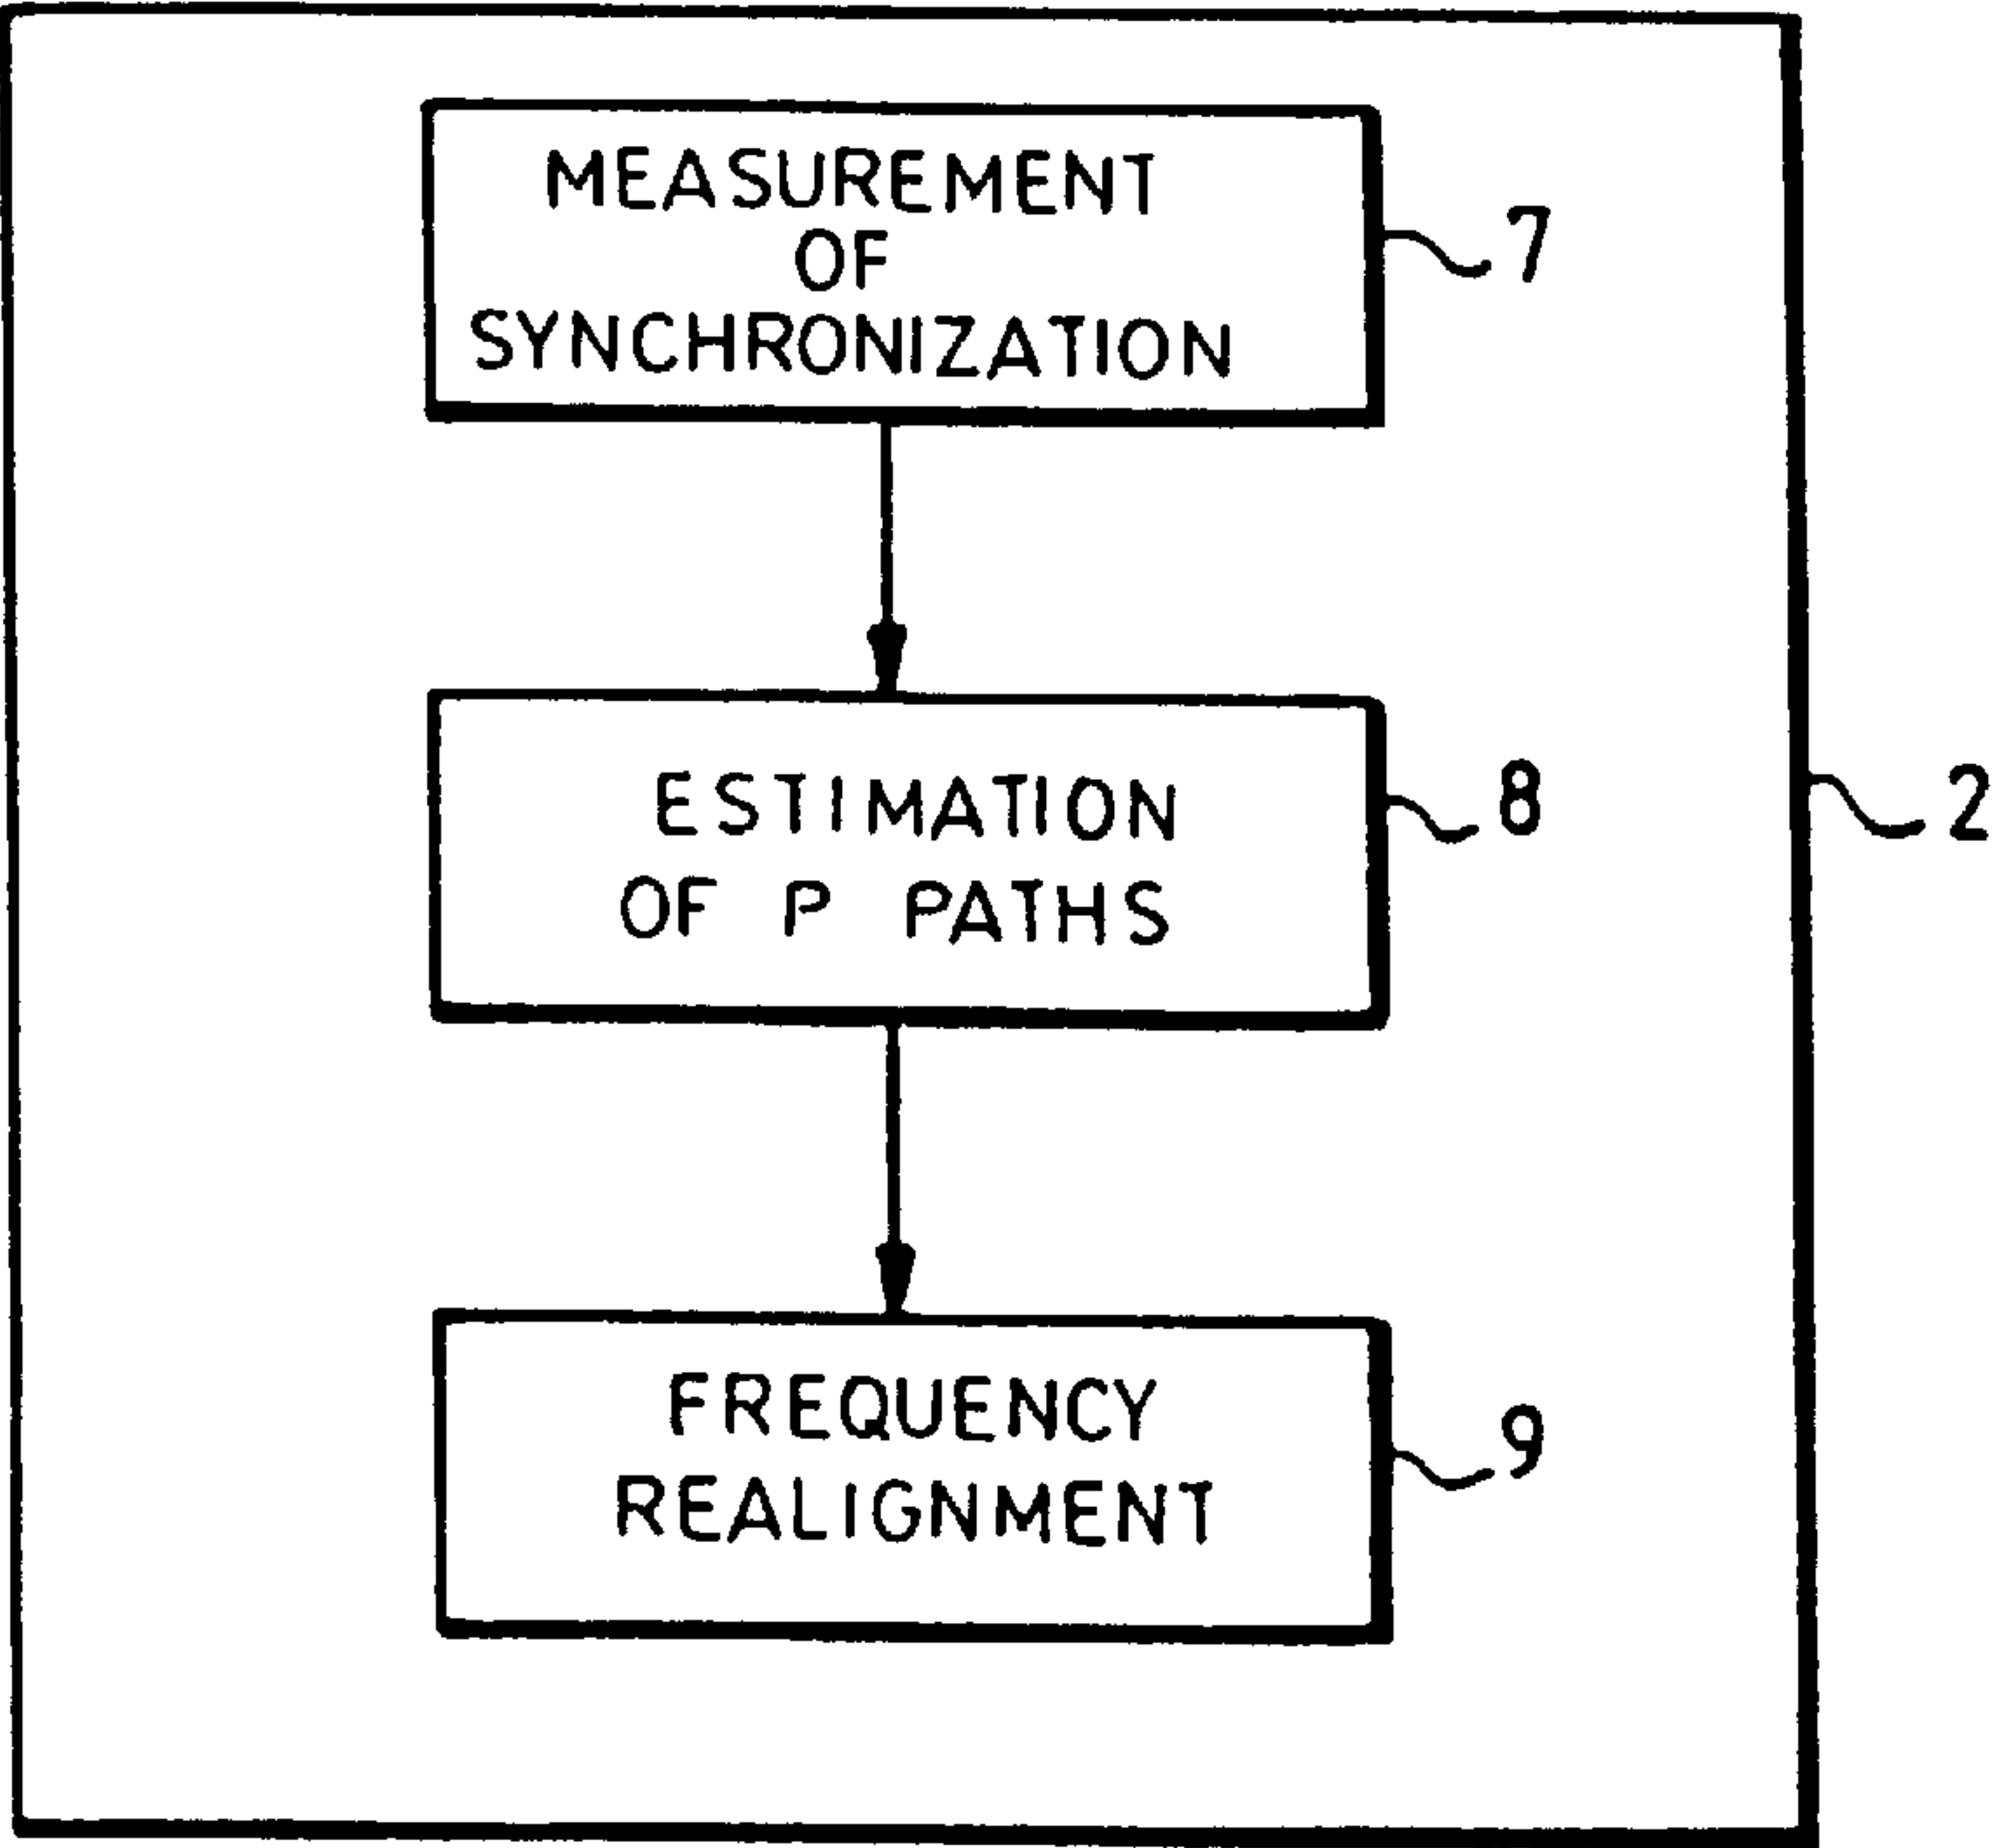 MEASUREMENT
OF
SYNCHRONIZATION
7
ESTIMATION
OF P PATHS
8
2
FREQUENCY
REALIGNMENT
9